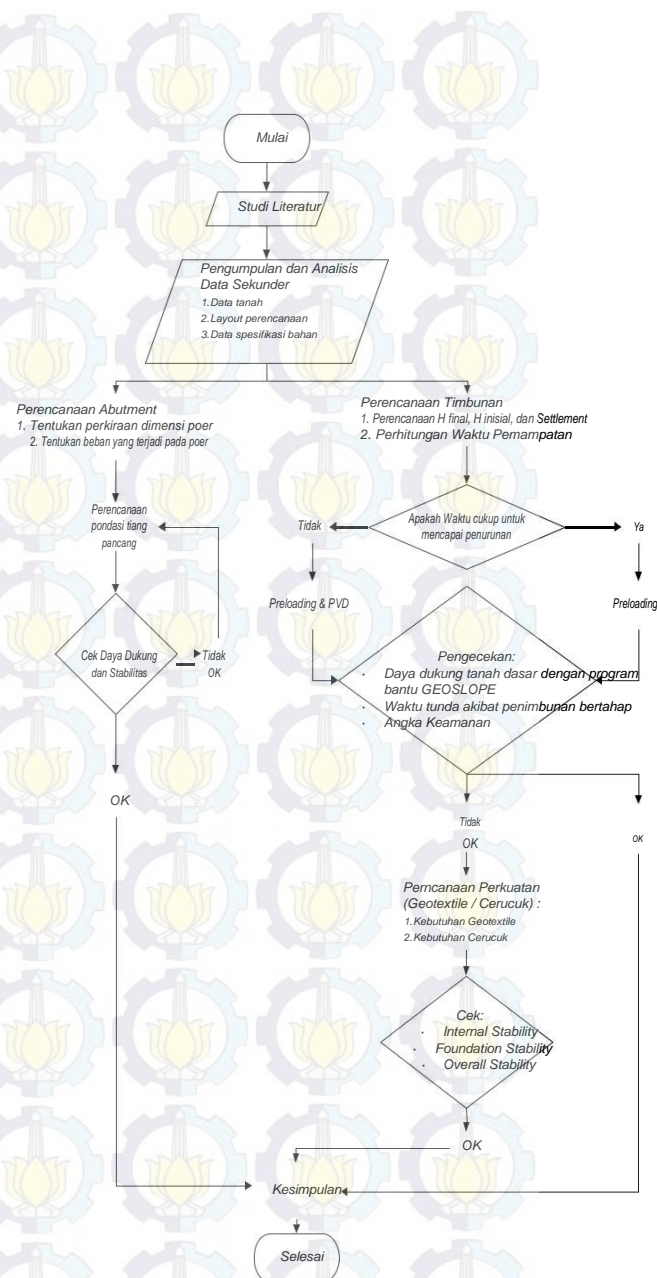 Mulai
Studi Literatur
Pengumpulan dan Analisis
Data Sekunder
1.Data tanah
2.Layout perencanaan
3.Data spesifikasi bahan
Perencanaan Abutment
1. Tentukan perkiraan dimensi poer
2. Tentukan beban yang terjadi pada poer
Perencanaan
pondasi tiang
pancang
Cek Daya Dukung
dan Stabilitas
Tidak
OK
OK
Perencanaan Timbunan
1. Perencanaan H final, H inisial, dan Settlement
2. Perhitungan Waktu Pemampatan
Apakah Waktu cukup untuk
mencapai penurunan
Tidak
Ya
Preloading & PVD
Preloading
Pengecekan:
· Daya dukung tanah dasar dengan program
bantu GEOSLOPE
· Waktu tunda akibat penimbunan bertahap
· Angka Keamanan
Tidak
OK
OK
Perncanaan Perkuatan
(Geotextile / Cerucuk) :
1.Kebutuhan Geotextile
2.Kebutuhan Cerucuk
Cek:
· Internal Stability
· Foundation Stability
· Overall Stability
OK
Kesimpulan
Selesai